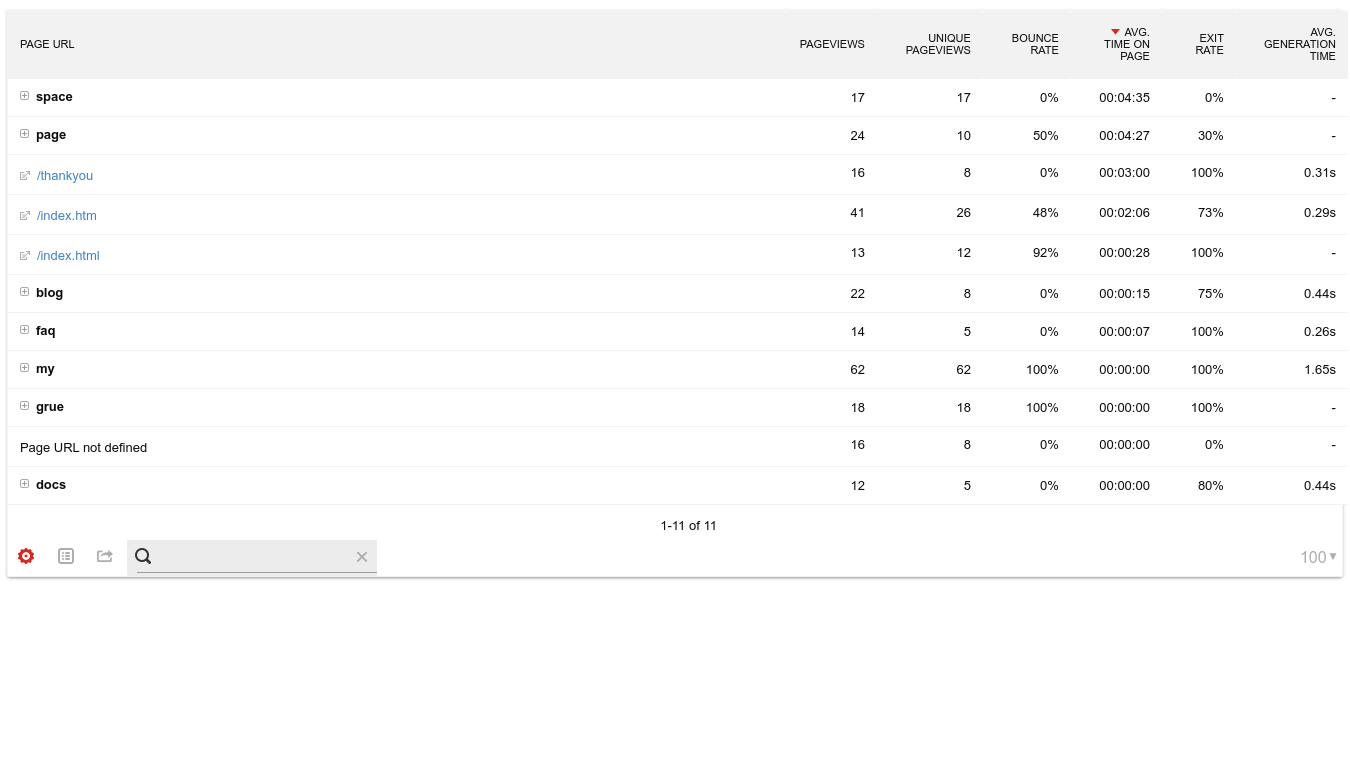 PAGE URL PAGEVIEWS UNIQUE PAGEVIEWS BOUNCE RATE AVG. TIME ON PAGE EXIT RATE AVG. GENERATION TIME
space 17 17 0% 00:04:35 0% -
page 24 10 50% 00:04:27 30% -
/thankyou 16 8 0% 00:03:00 100% 0.31s
/index.htm 41 26 48% 00:02:06 73% 0.29s
/index.html 13 12 92% 00:00:28 100% -
blog 22 8 0% 00:00:15 75% 0.44s
faq 14 5 0% 00:00:07 100% 0.26s
my 62 62 100% 00:00:00 100% 1.65s
grue 18 18 100% 00:00:00 100% -
Page URL not defined 16 8 0% 00:00:00 0% -
docs 12 5 0% 00:00:00 80% 0.44s
1-11 of 11
100